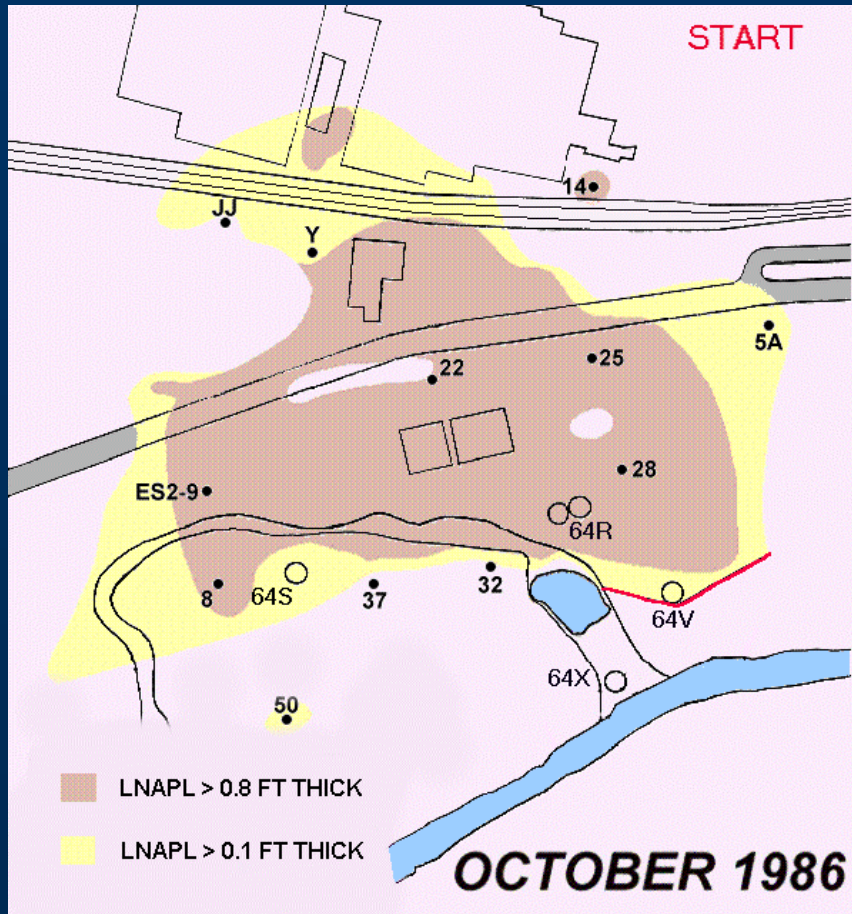 START
14
JJ
Y
5A
25
22
28
ES2-9
64R
8
64S
37
32
64V
64X
50
LNAPL > 0.8 FT THICK
LNAPL > 0.1 FT THICK
OCTOBER 1986